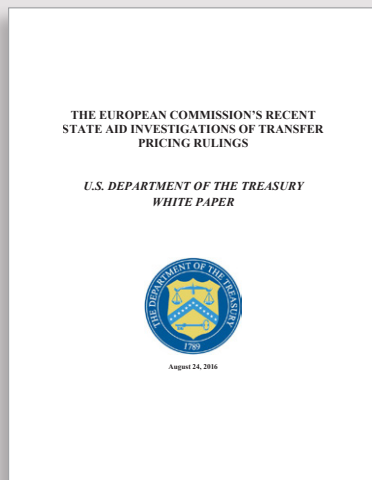 THE EUROPEAN COMMISSION'S RECENT
STATE AID INVESTIGATIONS OF TRANSFER
PRICING RULINGS
U.S. DEPARTMENT OF THE TREASURY
WHITE PAPER
THE DEPARTMENT OF THE TREASURY
1789
August 24, 2016